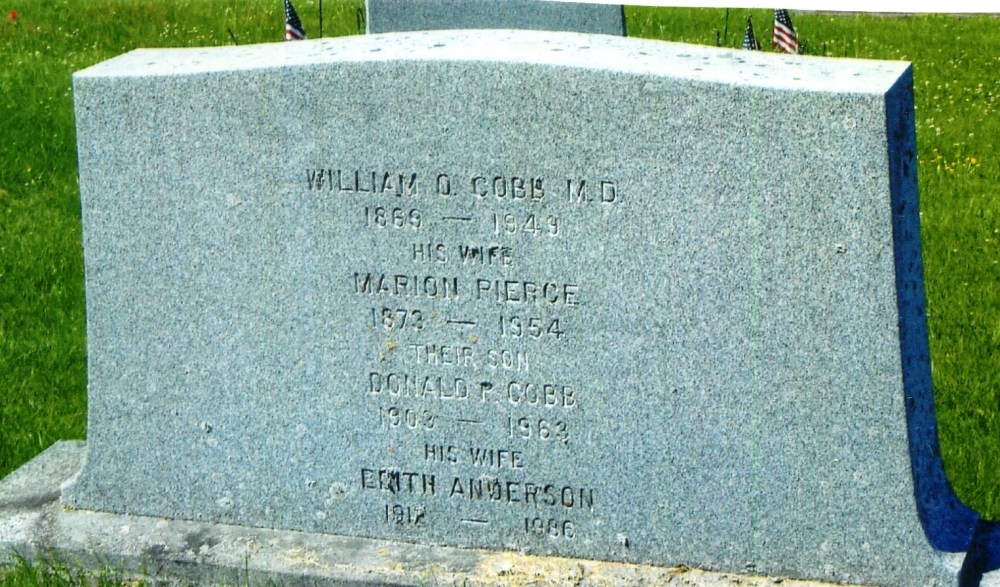 WILLIAM O. COBB M.D.
1869 — 1949
HIS WIFE
MARION PIERCE
1873 — 1954
THEIR SON
DONALD P. COBB
1903 — 1963
HIS WIFE
EDITH ANDERSON
1912 — 1986